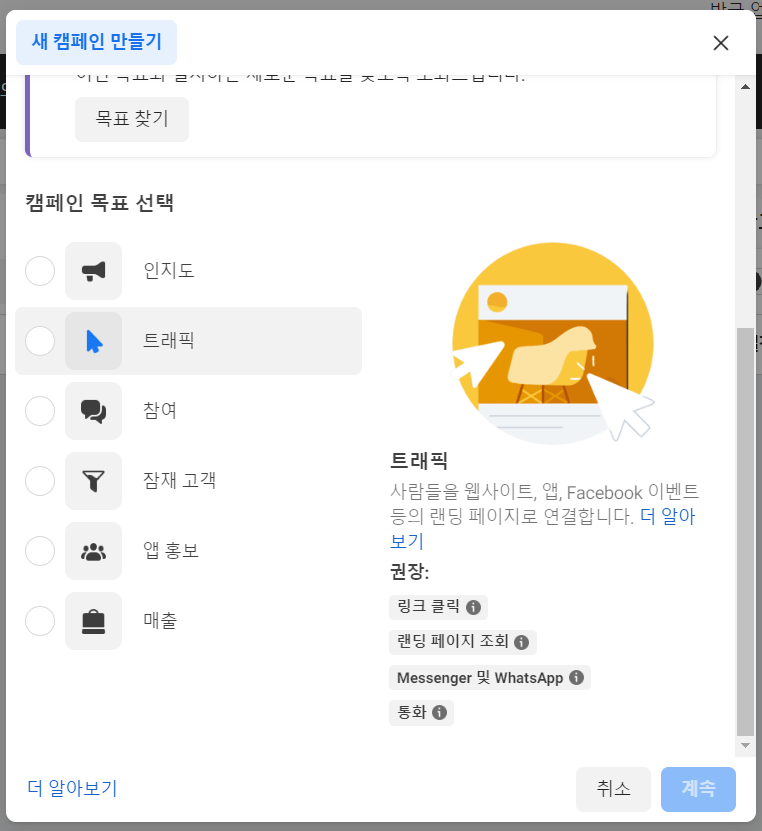 새 캠페인 만들기
목표 찾기
캠페인 목표 선택
인지도
트래픽
참여
잠재 고객
앱 홍보
매출
트래픽
사람들을 웹사이트, 앱, Facebook 이벤트
등의 랜딩 페이지로 연결합니다. 더 알아
보기
권장:
링크 클릭
랜딩 페이지 조회
Messenger 및 WhatsApp
통화
더 알아보기
취소
계속